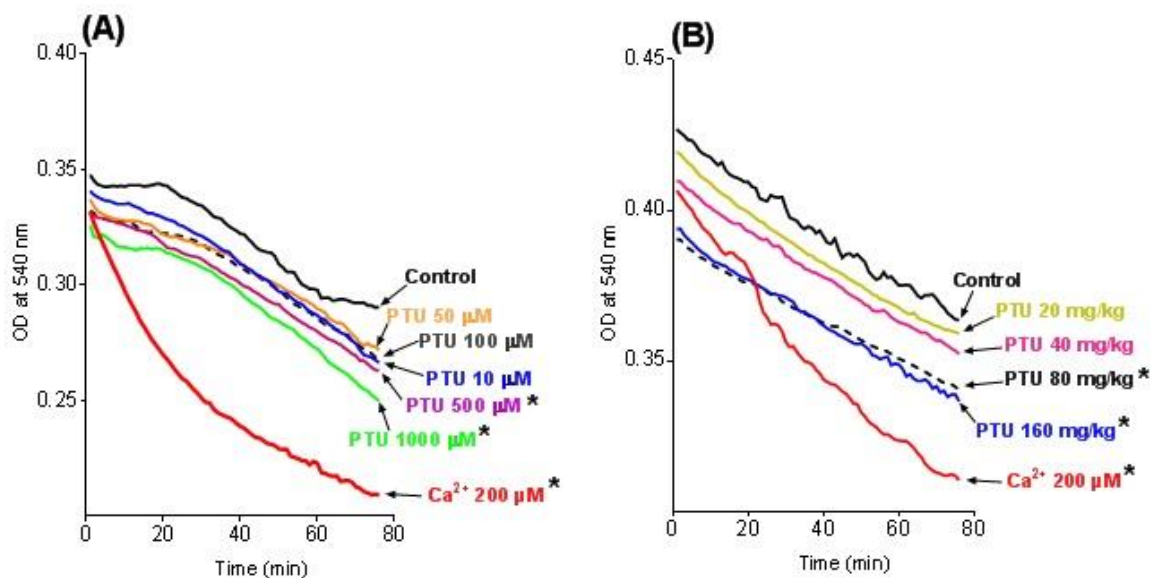 (A)
0.40
0.35
0.30
0.25
OD at 540 nm
0 20 40 60 80
Time (min)
Control
PTU 50 µM
PTU 100 µM
PTU 10 µM
PTU 500 µM*
PTU 1000 µM*
Ca²⁺ 200 µM*
(B)
0.45
0.40
0.35
OD at 540 nm
0 20 40 60 80
Time (min)
Control
PTU 20 mg/kg
PTU 40 mg/kg
PTU 80 mg/kg*
PTU 160 mg/kg*
Ca²⁺ 200 µM*